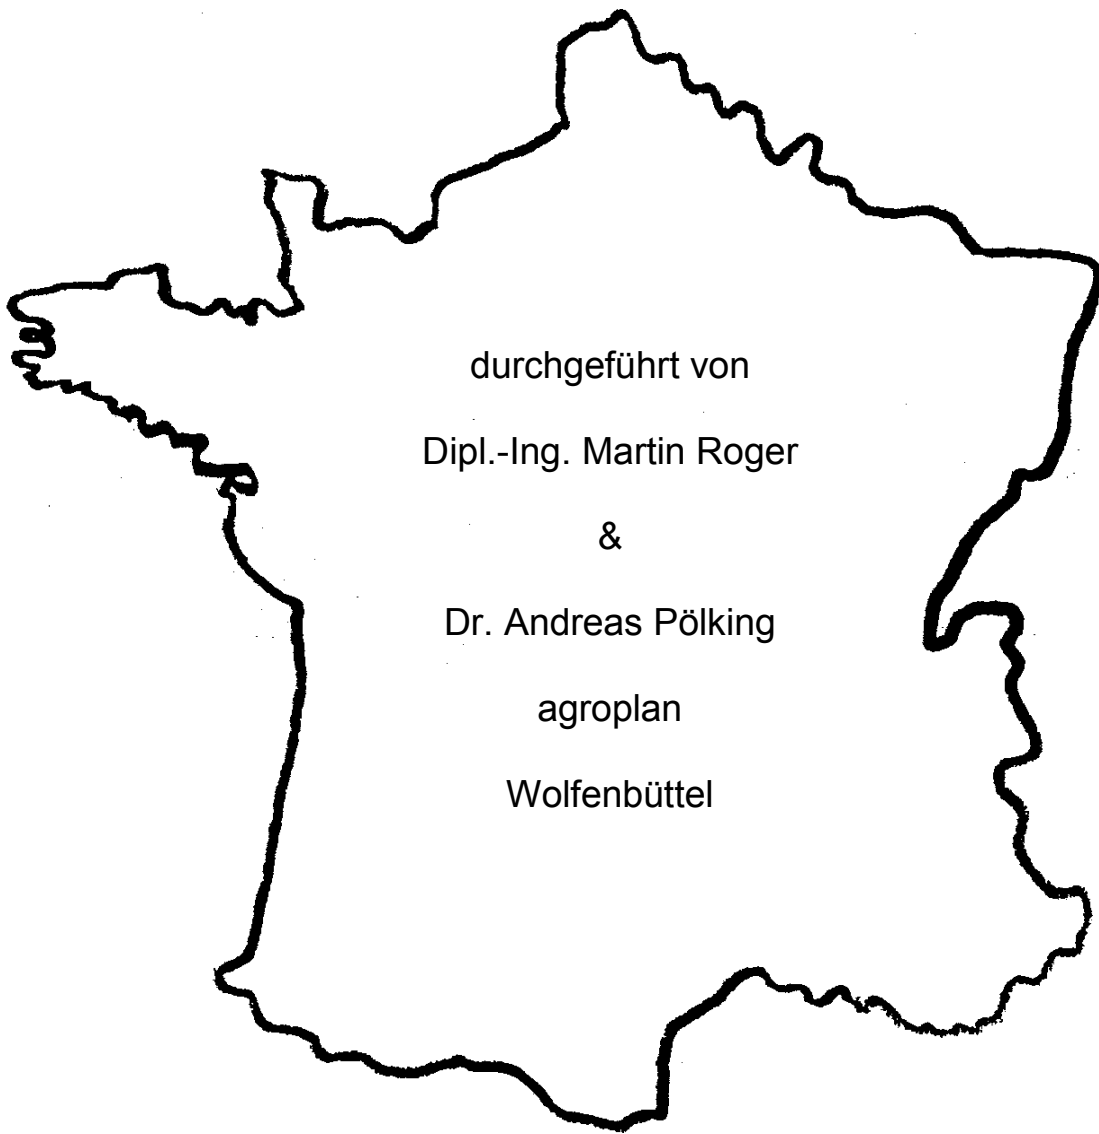 durchgeführt von
Dipl.-Ing. Martin Roger
&
Dr. Andreas Pölking
agroplan
Wolfenbüttel